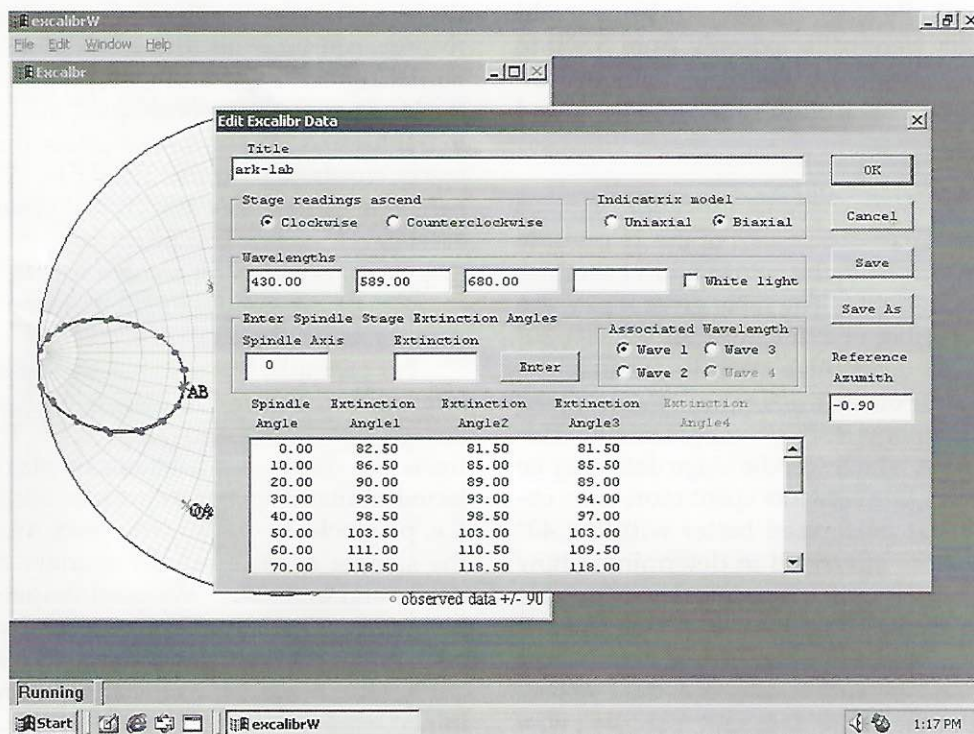 excalibrW
File Edit Window Help
Excalbr
Edit Excalibr Data
Title
ark-lab
OK
Stage readings ascend
Clockwise Counterclockwise
Indicatrix model
Uniaxial Biaxial
Cancel
Wavelengths
430.00 589.00 680.00 White light
Save
Save As
Enter Spindle Stage Extinction Angles
Spindle Axis Extinction
0 Enter
Associated Wavelength
Wave 1 Wave 3
Wave 2 Wave 4
Reference
Azumith
-0.90
Spindle Extinction Extinction Extinction Extinction
Angle Angle1 Angle2 Angle3 Angle4
0.00 82.50 81.50 81.50
10.00 86.50 85.00 85.50
20.00 90.00 89.00 89.00
30.00 93.50 93.00 94.00
40.00 98.50 98.50 97.00
50.00 103.50 103.00 103.00
60.00 111.00 110.50 109.50
70.00 118.50 118.50 118.00
AB
observed data +/- 90
Running
Start excalibrW 1:17 PM